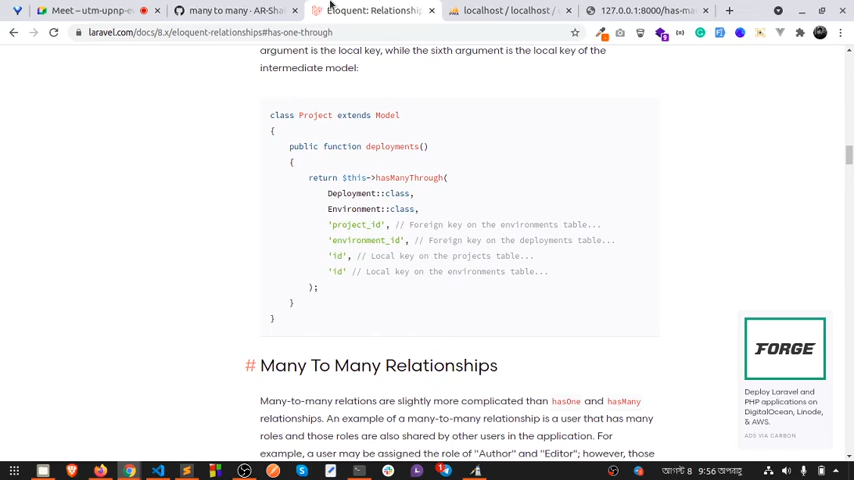 Meet – utm-upnp-e
many to many · AR-Sha
Eloquent: Relationship
localhost / localhost /
127.0.0.1:8000/has-ma
laravel.com/docs/8.x/eloquent-relationships#has-one-through
argument is the local key, while the sixth argument is the local key of the
intermediate model:
class Project extends Model
{
public function deployments()
{
return $this->hasManyThrough(
Deployment::class,
Environment::class,
'project_id', // Foreign key on the environments table...
'environment_id', // Foreign key on the deployments table...
'id', // Local key on the projects table...
'id' // Local key on the environments table...
);
}
}
# Many To Many Relationships
Many-to-many relations are slightly more complicated than hasOne and hasMany
relationships. An example of a many-to-many relationship is a user that has many
roles and those roles are also shared by other users in the application. For
example, a user may be assigned the role of "Author" and "Editor"; however, those
FORGE
Deploy Laravel and
PHP applications on
DigitalOcean, Linode,
& AWS.
ADS VIA CARBON
আগস্ট 8 9:56 অপরাহ্ণ